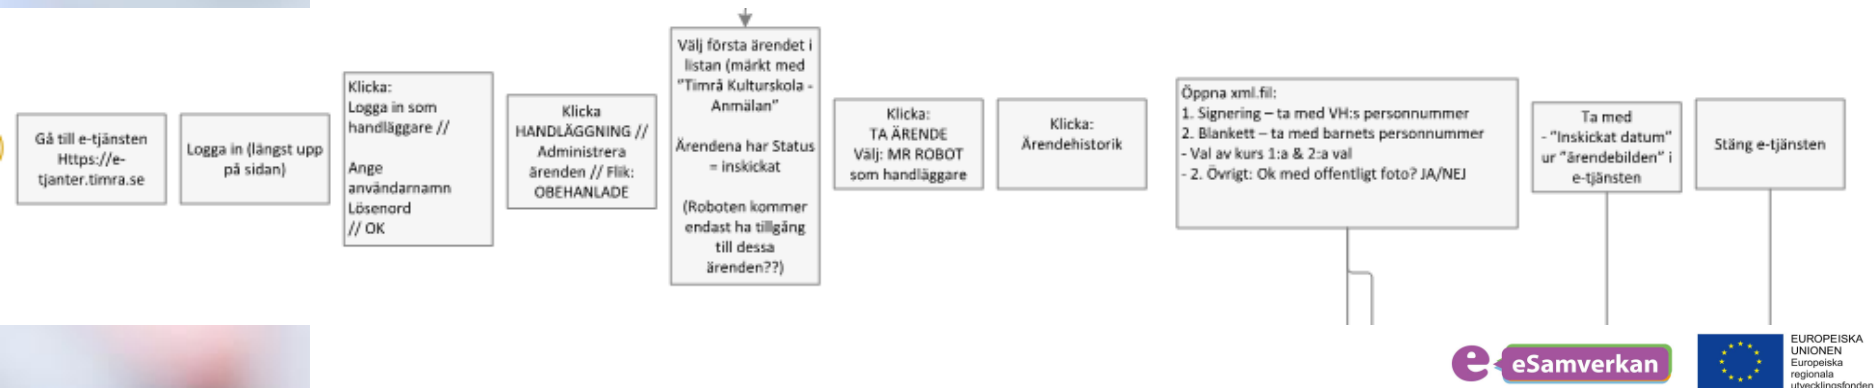 Gå till e-tjänsten
Https://e-
tjanter.timra.se
Logga in (längst upp
på sidan)
Klicka:
Logga in som
handläggare //
Ange
användarnamn
Lösenord
// OK
Klicka
HANDLÄGGNING //
Administrera
ärenden // Flik:
OBEHANLADE
Välj första ärendet i
listan (märkt med
"Timrå Kulturskola -
Anmälan"
Ärendena har Status
= inskickat
(Roboten kommer
endast ha tillgång
till dessa
ärenden??)
Klicka:
TA ÄRENDE
Välj: MR ROBOT
som handläggare
Klicka:
Ärendehistorik
Öppna xml.fil:
1. Signering – ta med VH:s personnummer
2. Blankett – ta med barnets personnummer
- Val av kurs 1:a & 2:a val
- 2. Övrigt: Ok med offentligt foto? JA/NEJ
Ta med
- "Inskickat datum"
ur "ärendebilden" i
e-tjänsten
Stäng e-tjänsten
e eSamverkan
EUROPEISKA
UNIONEN
Europeiska
regionala
utvecklingsfonden